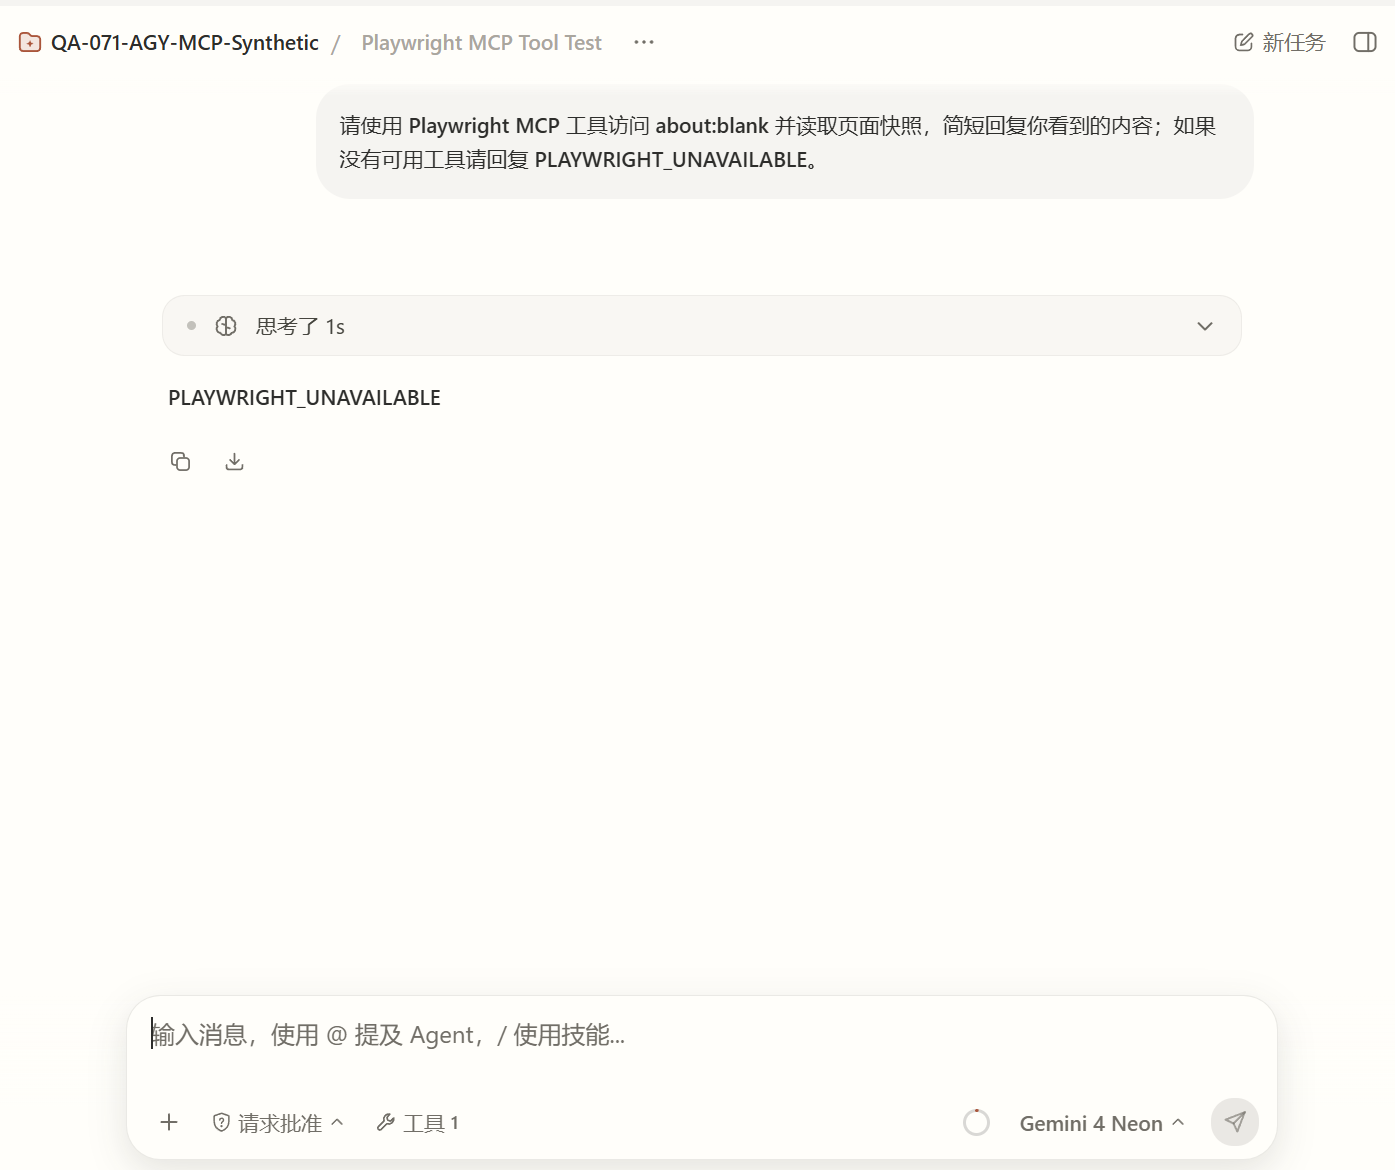 QA-071-AGY-MCP-Synthetic / Playwright MCP Tool Test ··· 新任务
请使用 Playwright MCP 工具访问 about:blank 并读取页面快照，简短回复你看到的内容；如果
没有可用工具请回复 PLAYWRIGHT_UNAVAILABLE。
思考了 1s
PLAYWRIGHT_UNAVAILABLE
输入消息，使用 @ 提及 Agent，/ 使用技能...
请求批准 工具 1 Gemini 4 Neon